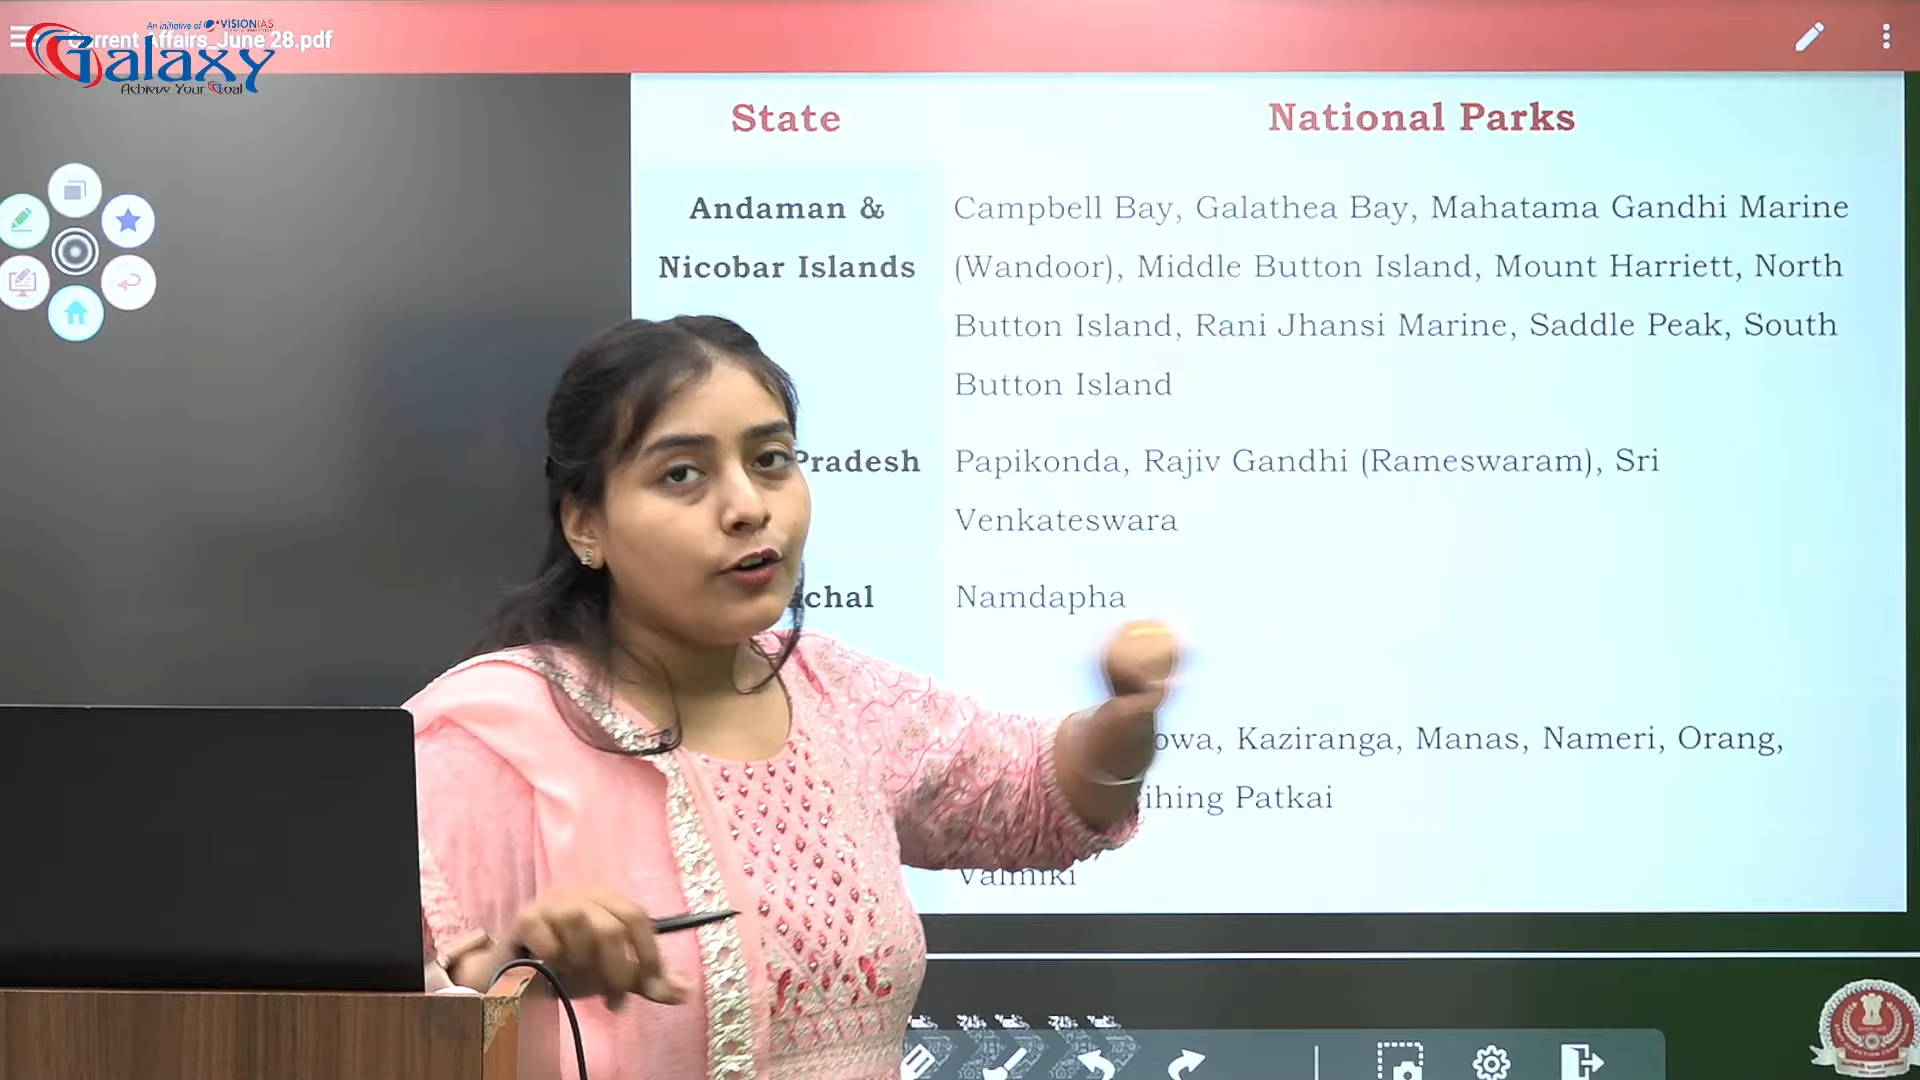 An initiative of VISIONIAS
Galaxy
Achieve Your Goal
Current Affairs_June 28.pdf
State National Parks
Andaman & Campbell Bay, Galathea Bay, Mahatama Gandhi Marine
Nicobar Islands (Wandoor), Middle Button Island, Mount Harriett, North
Button Island, Rani Jhansi Marine, Saddle Peak, South
Button Island
Pradesh Papikonda, Rajiv Gandhi (Rameswaram), Sri
Venkateswara
chal Namdapha
owa, Kaziranga, Manas, Nameri, Orang,
ihing Patkai
Valmiki